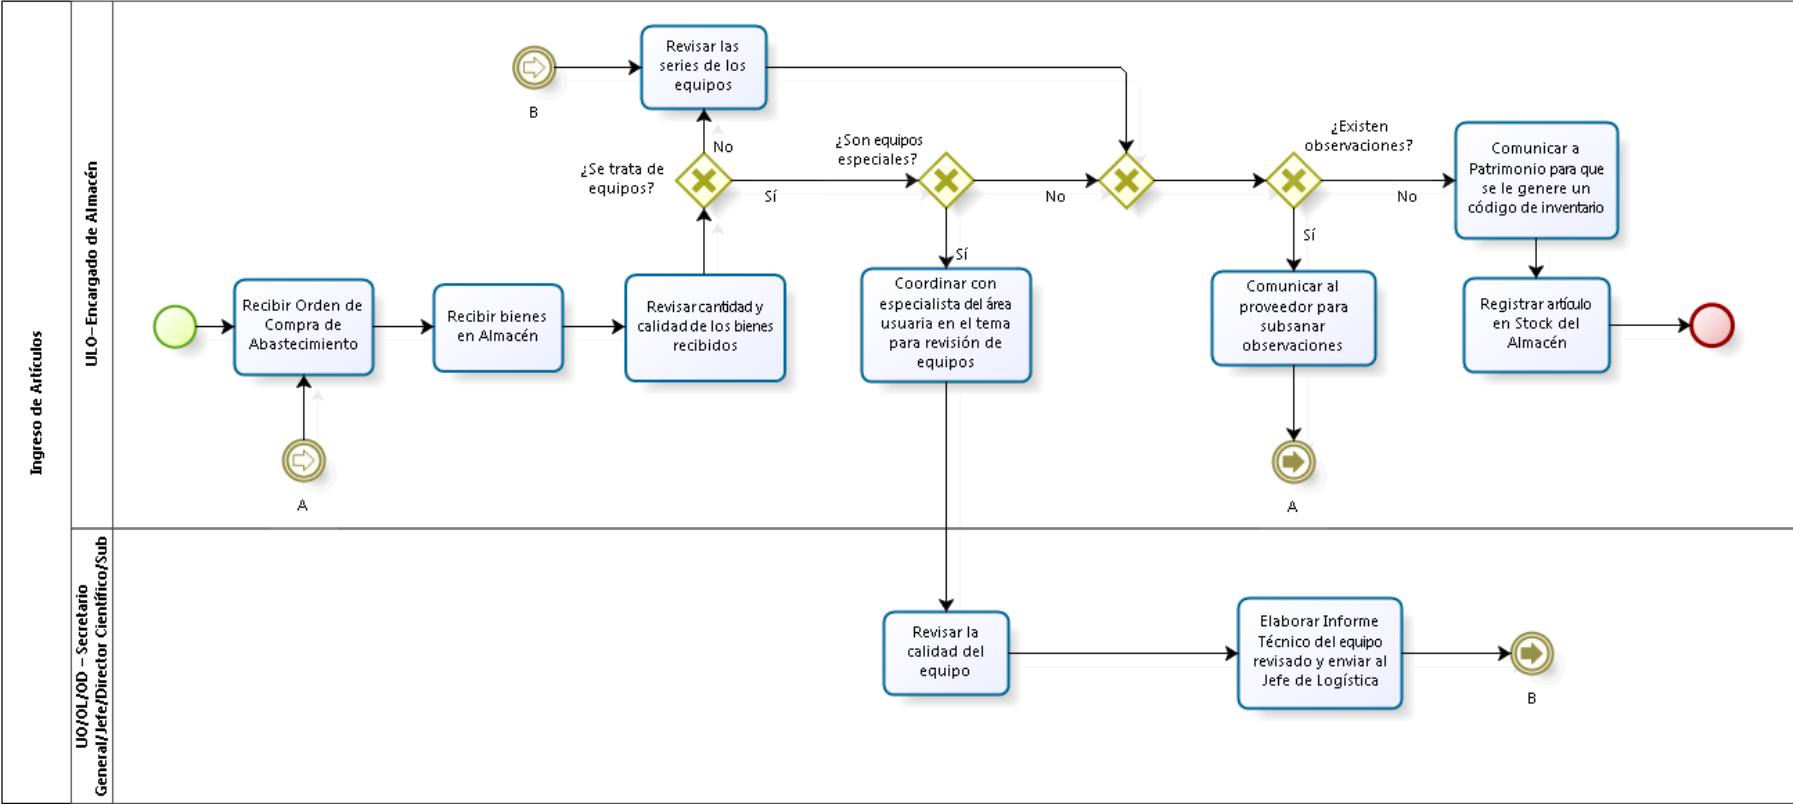 Ingreso de Artículos
ULO– Encargado de Almacén
UO/OL/OD – Secretario
General/Jefe/Director Científico/Sub
Revisar las
series de los
equipos
B
¿Se trata de
equipos?
No
Sí
¿Son equipos
especiales?
No
Sí
¿Existen
observaciones?
No
Sí
Comunicar a
Patrimonio para que
se le genere un
código de inventario
Recibir Orden de
Compra de
Abastecimiento
Recibir bienes
en Almacén
Revisar cantidad y
calidad de los bienes
recibidos
Coordinar con
especialista del área
usuaria en el tema
para revisión de
equipos
Comunicar al
proveedor para
subsanar
observaciones
Registrar artículo
en Stock del
Almacén
A
A
Revisar la
calidad del
equipo
Elaborar Informe
Técnico del equipo
revisado y enviar al
Jefe de Logística
B